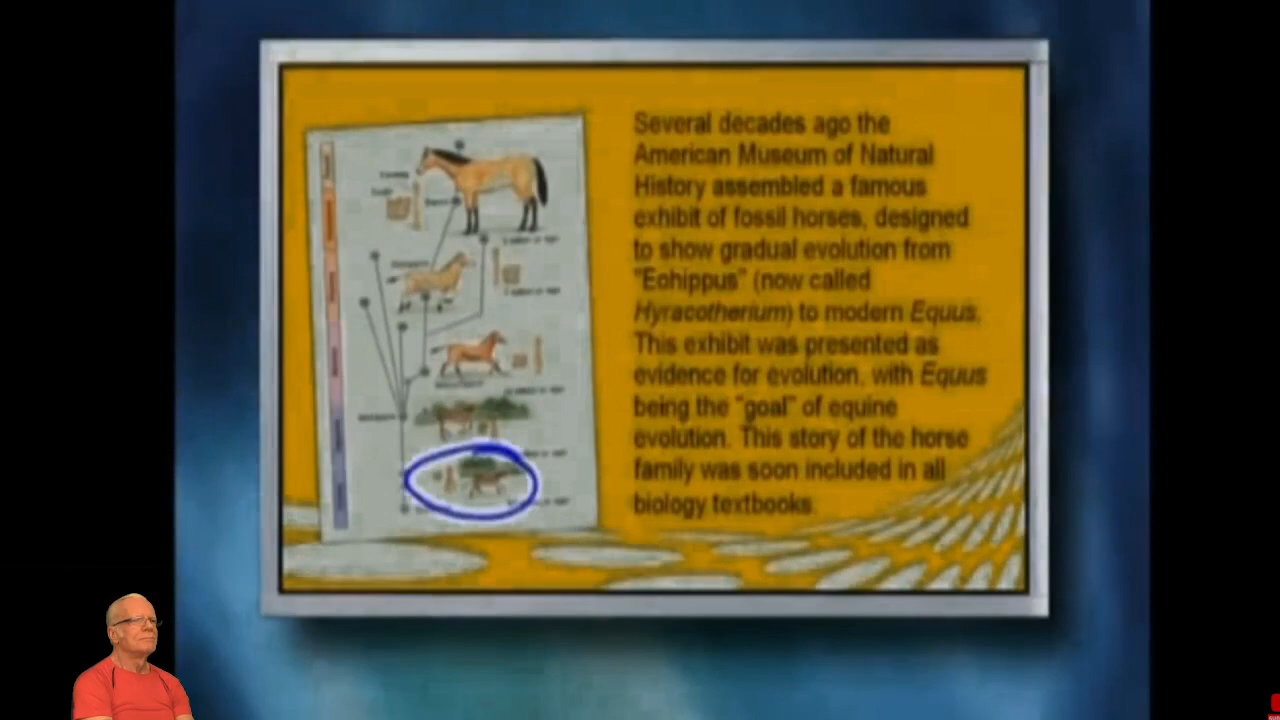 Several decades ago the
American Museum of Natural
History assembled a famous
exhibit of fossil horses, designed
to show gradual evolution from
"Eohippus" (now called
Hyracotherium) to modern Equus.
This exhibit was presented as
evidence for evolution, with Equus
being the "goal" of equine
evolution. This story of the horse
family was soon included in all
biology textbooks.